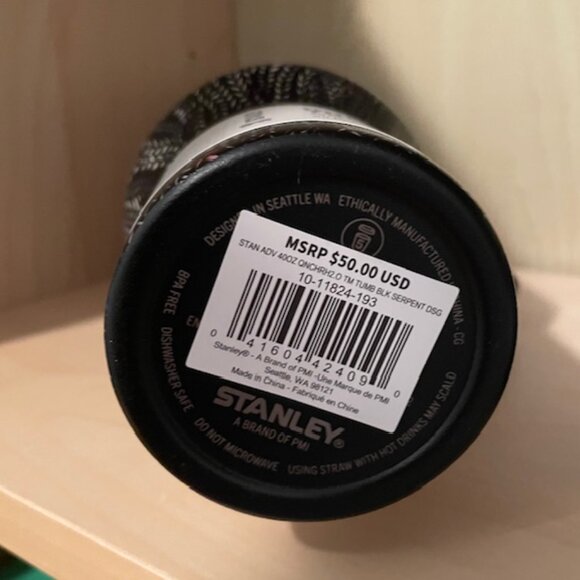 DESIGNED IN SEATTLE WA
ETHICALLY MANUFACTURED
CHINA - CG
MSRP $50.00 USD
STAN ADV 40OZ QNCHRH2.O TM TUMB BLK SERPENT DSG
10-11824-193
0 41604 42409 0
Stanley® - A Brand of PMI -Une Marque de PMI
Seattle, WA 98121
Made in China - Fabriqué en Chine
STANLEY®
A BRAND OF PMI
BPA FREE
DISHWASHER SAFE
DO NOT MICROWAVE
USING STRAW WITH HOT DRINKS MAY SCALD